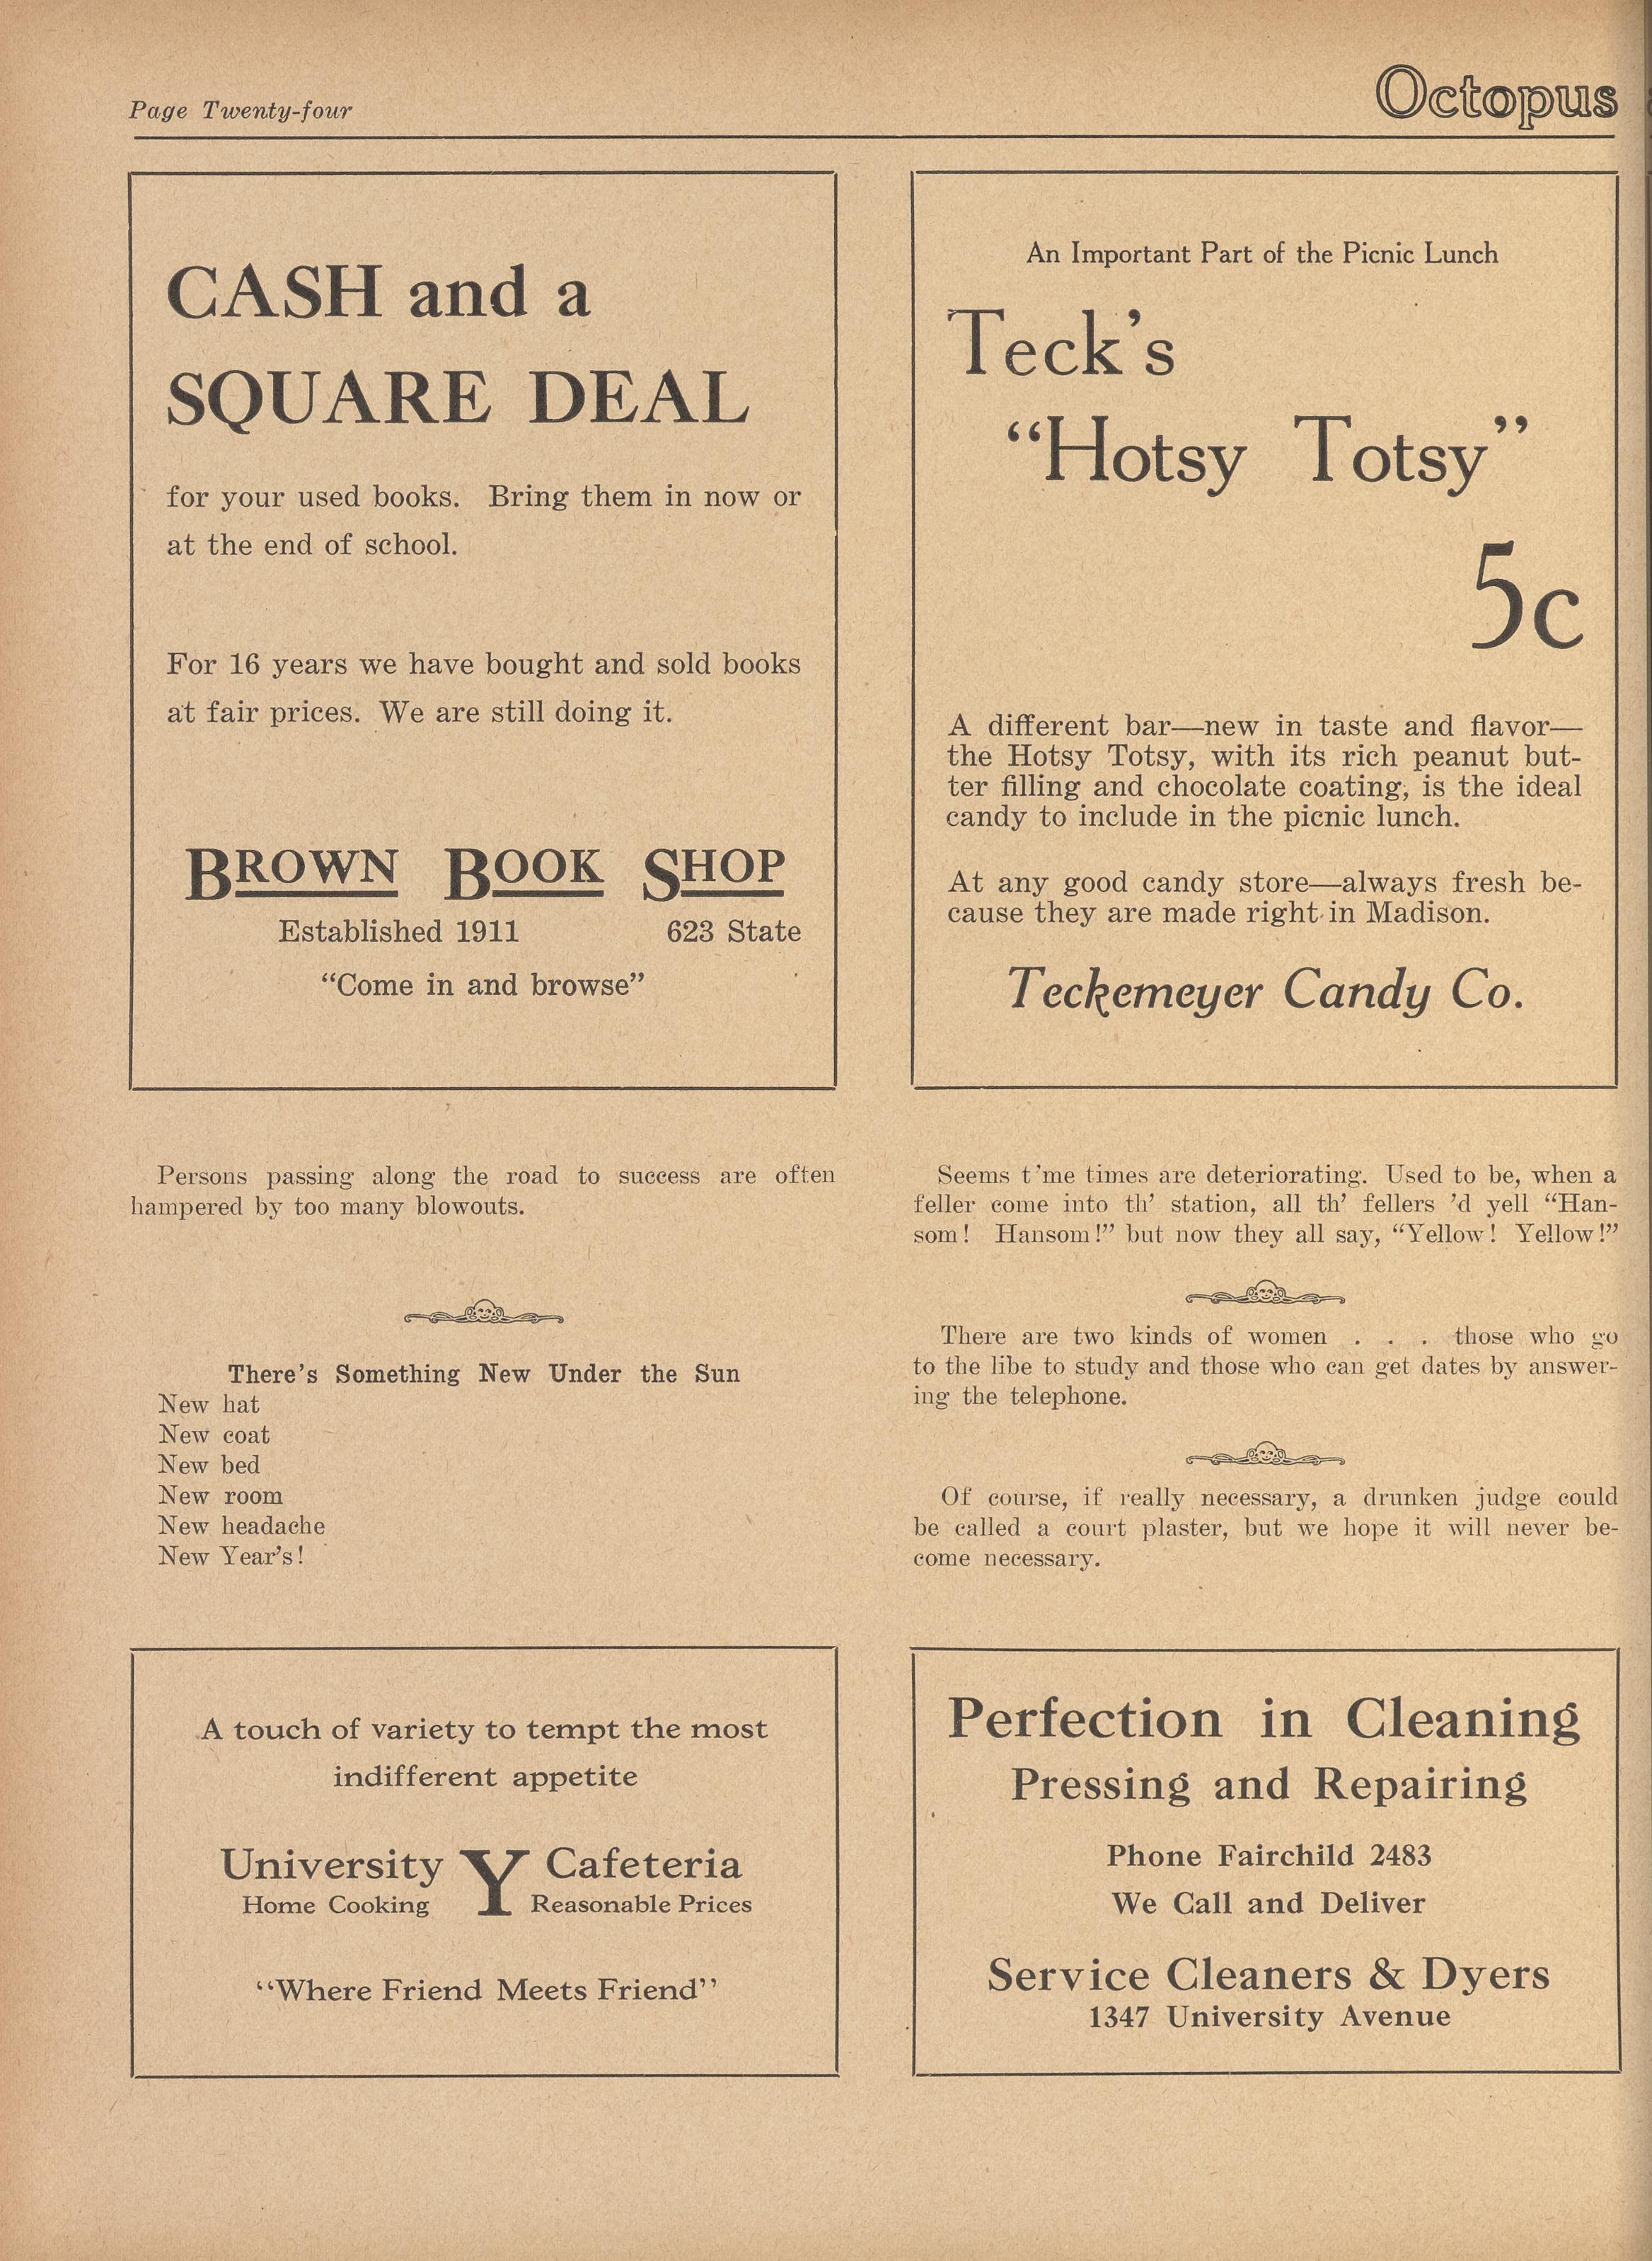 Page Twenty-four
Octopus
CASH and a
SQUARE DEAL
for your used books. Bring them in now or
at the end of school.
For 16 years we have bought and sold books
at fair prices. We are still doing it.
BROWN BOOK SHOP
Established 1911 623 State
“Come in and browse”
An Important Part of the Picnic Lunch
Teck’s
“Hotsy Totsy”
5c
A different bar—new in taste and flavor—
the Hotsy Totsy, with its rich peanut but-
ter filling and chocolate coating, is the ideal
candy to include in the picnic lunch.
At any good candy store—always fresh be-
cause they are made right in Madison.
Teckemeyer Candy Co.
Persons passing along the road to success are often
hampered by too many blowouts.
There’s Something New Under the Sun
New hat
New coat
New bed
New room
New headache
New Year’s!
Seems t’me times are deteriorating. Used to be, when a
feller come into th’ station, all th’ fellers ’d yell “Han-
som! Hansom!” but now they all say, “Yellow! Yellow!”
There are two kinds of women . . . those who go
to the libe to study and those who can get dates by answer-
ing the telephone.
Of course, if really necessary, a drunken judge could
be called a court plaster, but we hope it will never be-
come necessary.
A touch of variety to tempt the most
indifferent appetite
University Y Cafeteria
Home Cooking Reasonable Prices
“Where Friend Meets Friend”
Perfection in Cleaning
Pressing and Repairing
Phone Fairchild 2483
We Call and Deliver
Service Cleaners & Dyers
1347 University Avenue